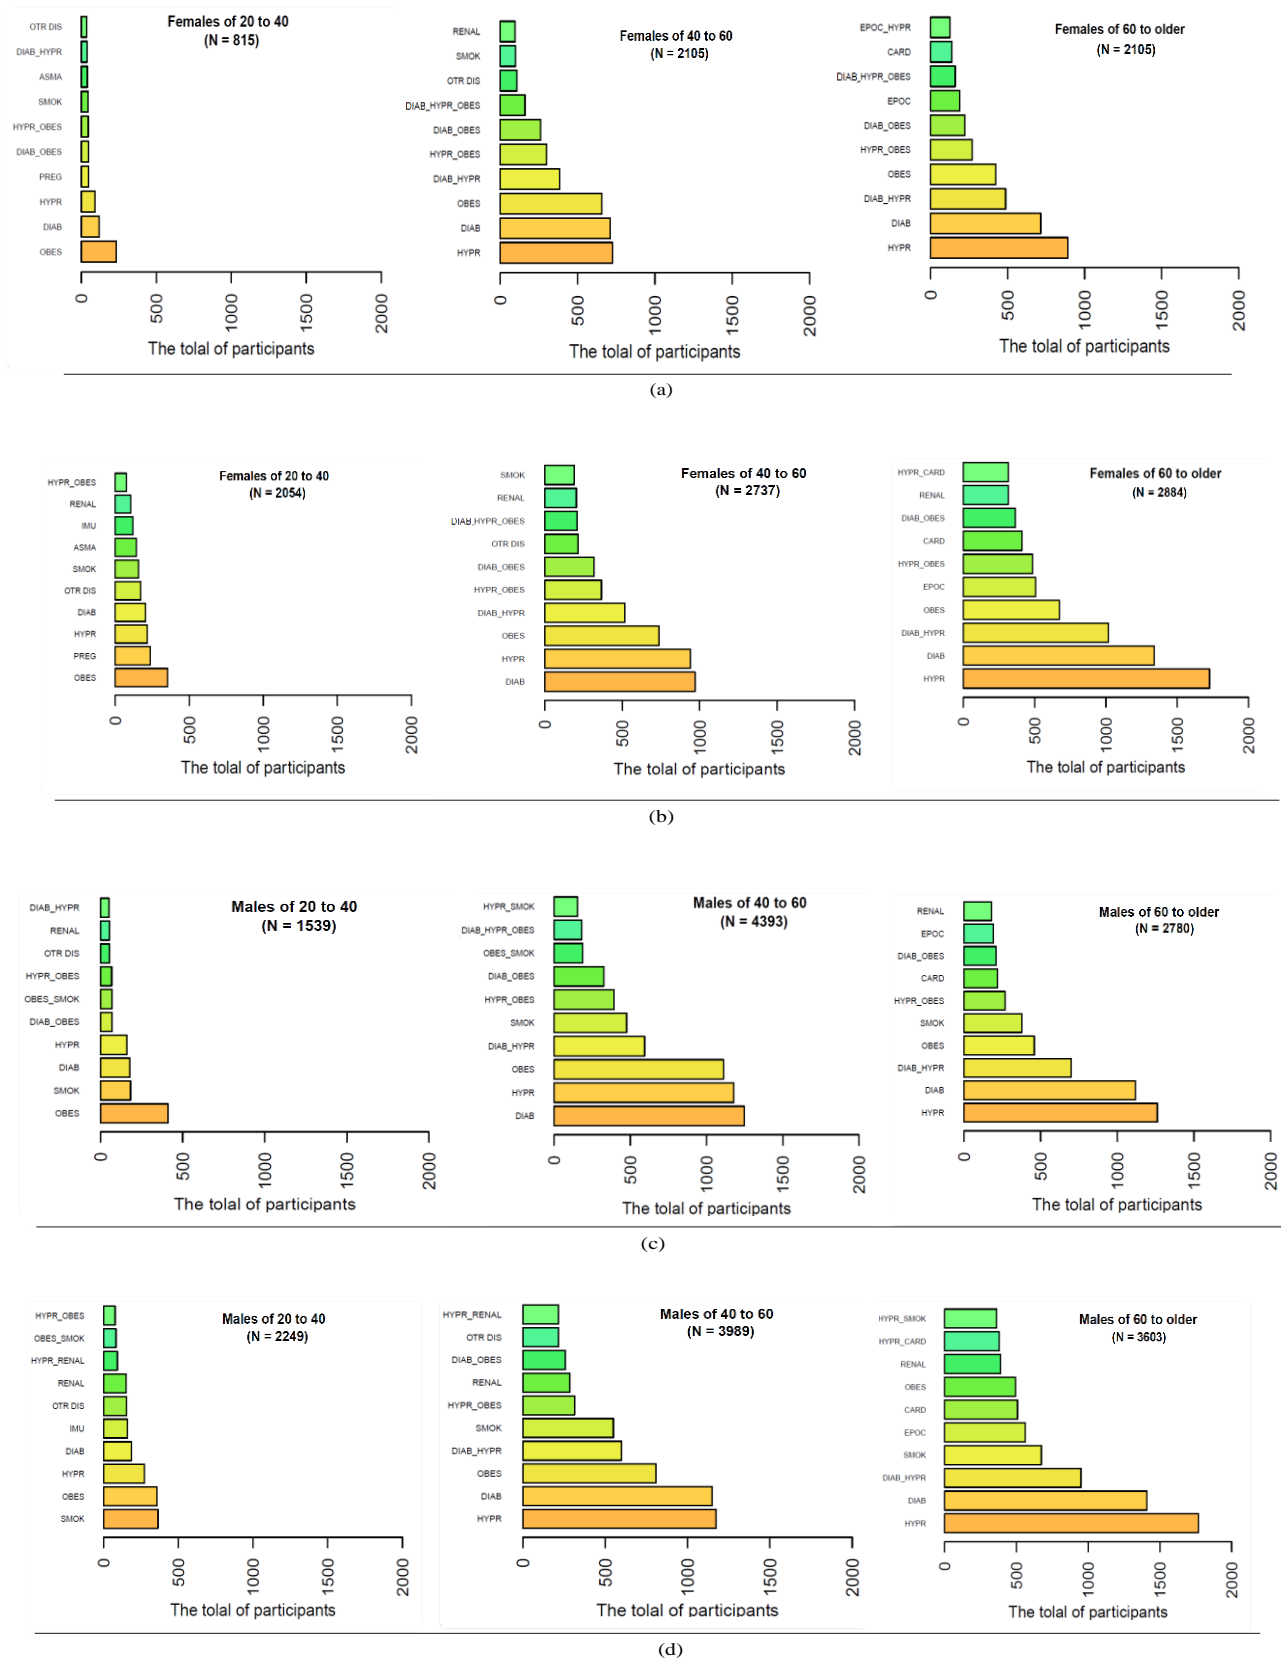 Females of 20 to 40
(N = 815)
OTR DIS
DIAB_HYPR
ASMA
SMOK
HYPR_OBES
DIAB_OBES
PREG
HYPR
DIAB
OBES
0
500
1000
1500
2000
The tolal of participants
Females of 40 to 60
(N = 2105)
RENAL
SMOK
OTR DIS
DIAB_HYPR_OBES
DIAB_OBES
HYPR_OBES
DIAB_HYPR
OBES
DIAB
HYPR
0
500
1000
1500
2000
The tolal of participants
Females of 60 to older
(N = 2105)
EPOC_HYPR
CARD
DIAB_HYPR_OBES
EPOC
DIAB_OBES
HYPR_OBES
OBES
DIAB_HYPR
DIAB
HYPR
0
500
1000
1500
2000
The tolal of participants
(a)
Females of 20 to 40
(N = 2054)
HYPR_OBES
RENAL
IMU
ASMA
SMOK
OTR DIS
DIAB
HYPR
PREG
OBES
0
500
1000
1500
2000
The tolal of participants
Females of 40 to 60
(N = 2737)
SMOK
RENAL
DIAB_HYPR_OBES
OTR DIS
DIAB_OBES
HYPR_OBES
DIAB_HYPR
OBES
HYPR
DIAB
0
500
1000
1500
2000
The tolal of participants
Females of 60 to older
(N = 2884)
HYPR_CARD
RENAL
DIAB_OBES
CARD
HYPR_OBES
EPOC
OBES
DIAB_HYPR
DIAB
HYPR
0
500
1000
1500
2000
The tolal of participants
(b)
Males of 20 to 40
(N = 1539)
DIAB_HYPR
RENAL
OTR DIS
HYPR_OBES
OBES_SMOK
DIAB_OBES
HYPR
DIAB
SMOK
OBES
0
500
1000
1500
2000
The tolal of participants
Males of 40 to 60
(N = 4393)
HYPR_SMOK
DIAB_HYPR_OBES
OBES_SMOK
DIAB_OBES
HYPR_OBES
SMOK
DIAB_HYPR
OBES
HYPR
DIAB
0
500
1000
1500
2000
The tolal of participants
Males of 60 to older
(N = 2780)
RENAL
EPOC
DIAB_OBES
CARD
HYPR_OBES
SMOK
OBES
DIAB_HYPR
DIAB
HYPR
0
500
1000
1500
2000
The tolal of participants
(c)
Males of 20 to 40
(N = 2249)
HYPR_OBES
OBES_SMOK
HYPR_RENAL
RENAL
OTR DIS
IMU
DIAB
HYPR
OBES
SMOK
0
500
1000
1500
2000
The tolal of participants
Males of 40 to 60
(N = 3989)
HYPR_RENAL
OTR DIS
DIAB_OBES
RENAL
HYPR_OBES
SMOK
DIAB_HYPR
OBES
DIAB
HYPR
0
500
1000
1500
2000
The tolal of participants
Males of 60 to older
(N = 3603)
HYPR_SMOK
HYPR_CARD
RENAL
OBES
CARD
EPOC
SMOK
DIAB_HYPR
DIAB
HYPR
0
500
1000
1500
2000
The tolal of participants
(d)